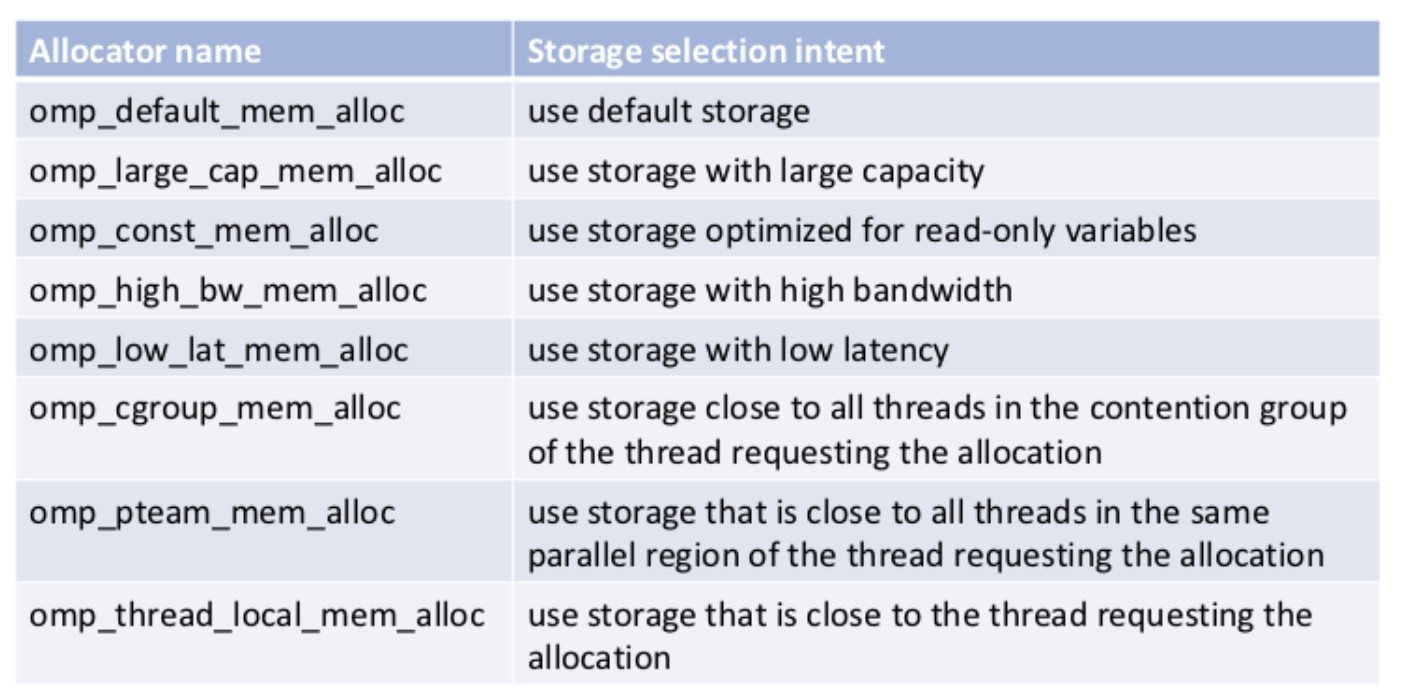 Allocator name Storage selection intent
omp_default_mem_alloc use default storage
omp_large_cap_mem_alloc use storage with large capacity
omp_const_mem_alloc use storage optimized for read-only variables
omp_high_bw_mem_alloc use storage with high bandwidth
omp_low_lat_mem_alloc use storage with low latency
omp_cgroup_mem_alloc use storage close to all threads in the contention group
of the thread requesting the allocation
omp_pteam_mem_alloc use storage that is close to all threads in the same
parallel region of the thread requesting the allocation
omp_thread_local_mem_alloc use storage that is close to the thread requesting the
allocation